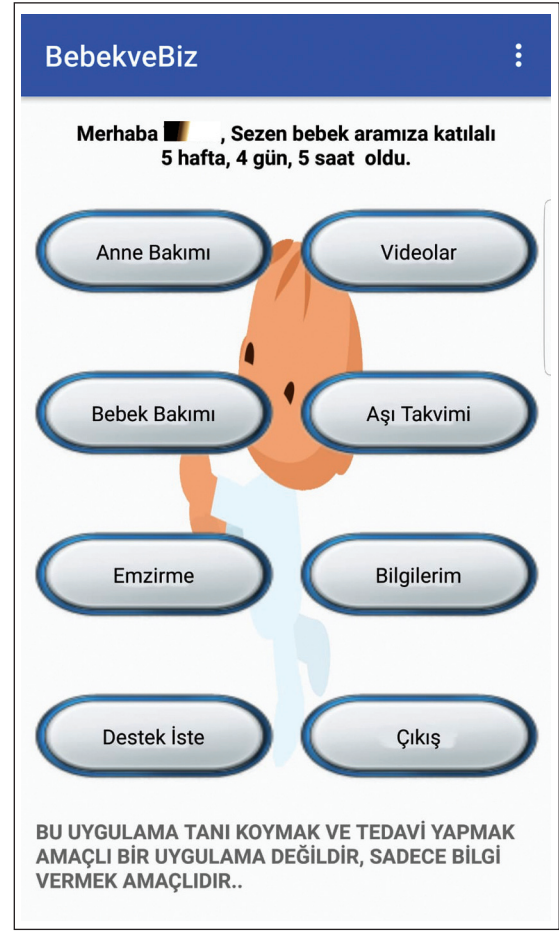 BebekveBiz
Merhaba , Sezen bebek aramıza katılalı
5 hafta, 4 gün, 5 saat oldu.
Anne Bakımı
Videolar
Bebek Bakımı
Aşı Takvimi
Emzirme
Bilgilerim
Destek İste
Çıkış
BU UYGULAMA TANI KOYMAK VE TEDAVİ YAPMAK
AMAÇLI BİR UYGULAMA DEĞİLDİR, SADECE BİLGİ
VERMEK AMAÇLIDIR..